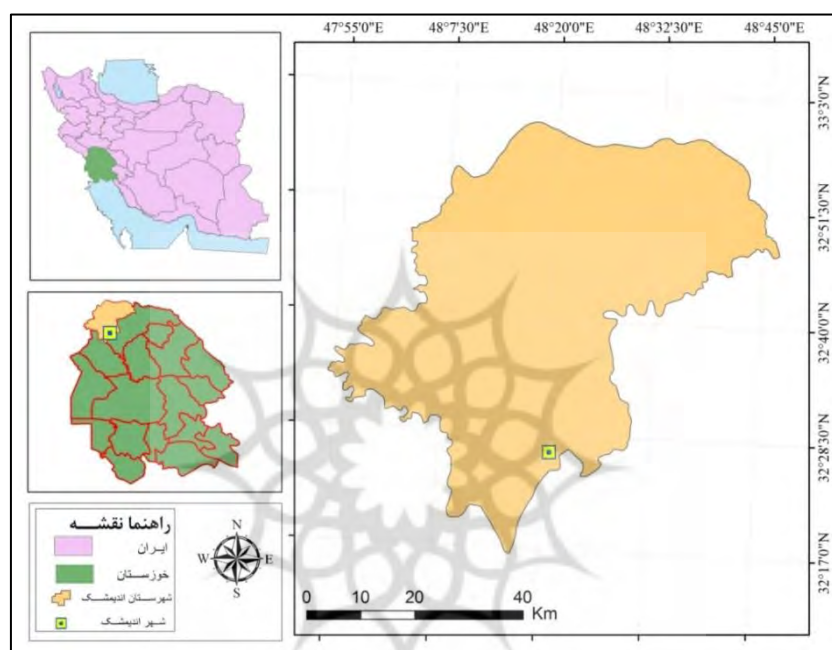 47°55'0"E 48°7'30"E 48°20'0"E 48°32'30"E 48°45'0"E
33°3'0"N
32°51'30"N
32°40'0"N
32°28'30"N
32°17'0"N
راهنما نقشه
ایران
خوزستان
شهرستان اندیمشک
شهر اندیمشک
N
W E
S
0 10 20 40
Km